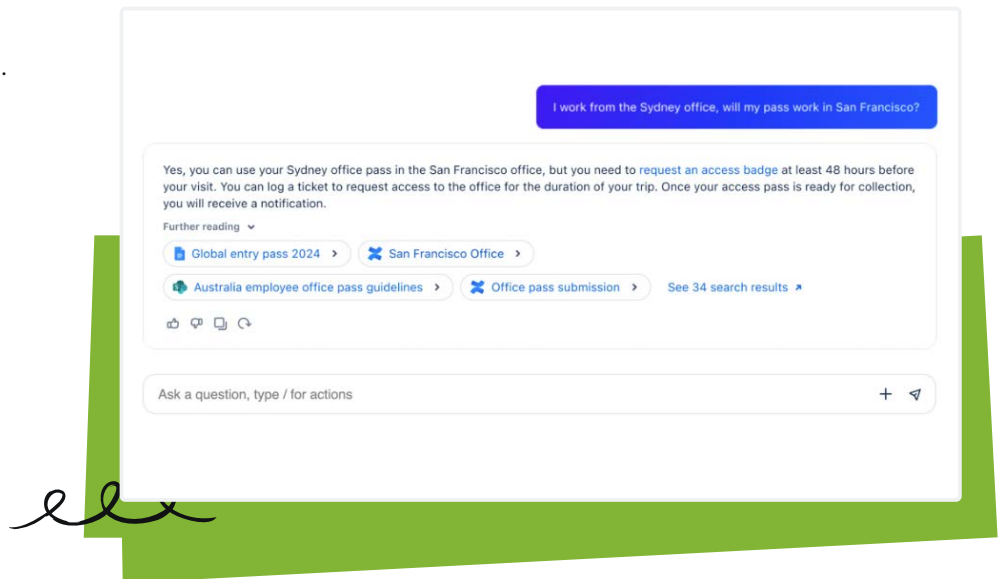 .
I work from the Sydney office, will my pass work in San Francisco?
Yes, you can use your Sydney office pass in the San Francisco office, but you need to request an access badge at least 48 hours before
your visit. You can log a ticket to request access to the office for the duration of your trip. Once your access pass is ready for collection,
you will receive a notification.
Further reading
Global entry pass 2024
San Francisco Office
Australia employee office pass guidelines
Office pass submission
See 34 search results
Ask a question, type / for actions